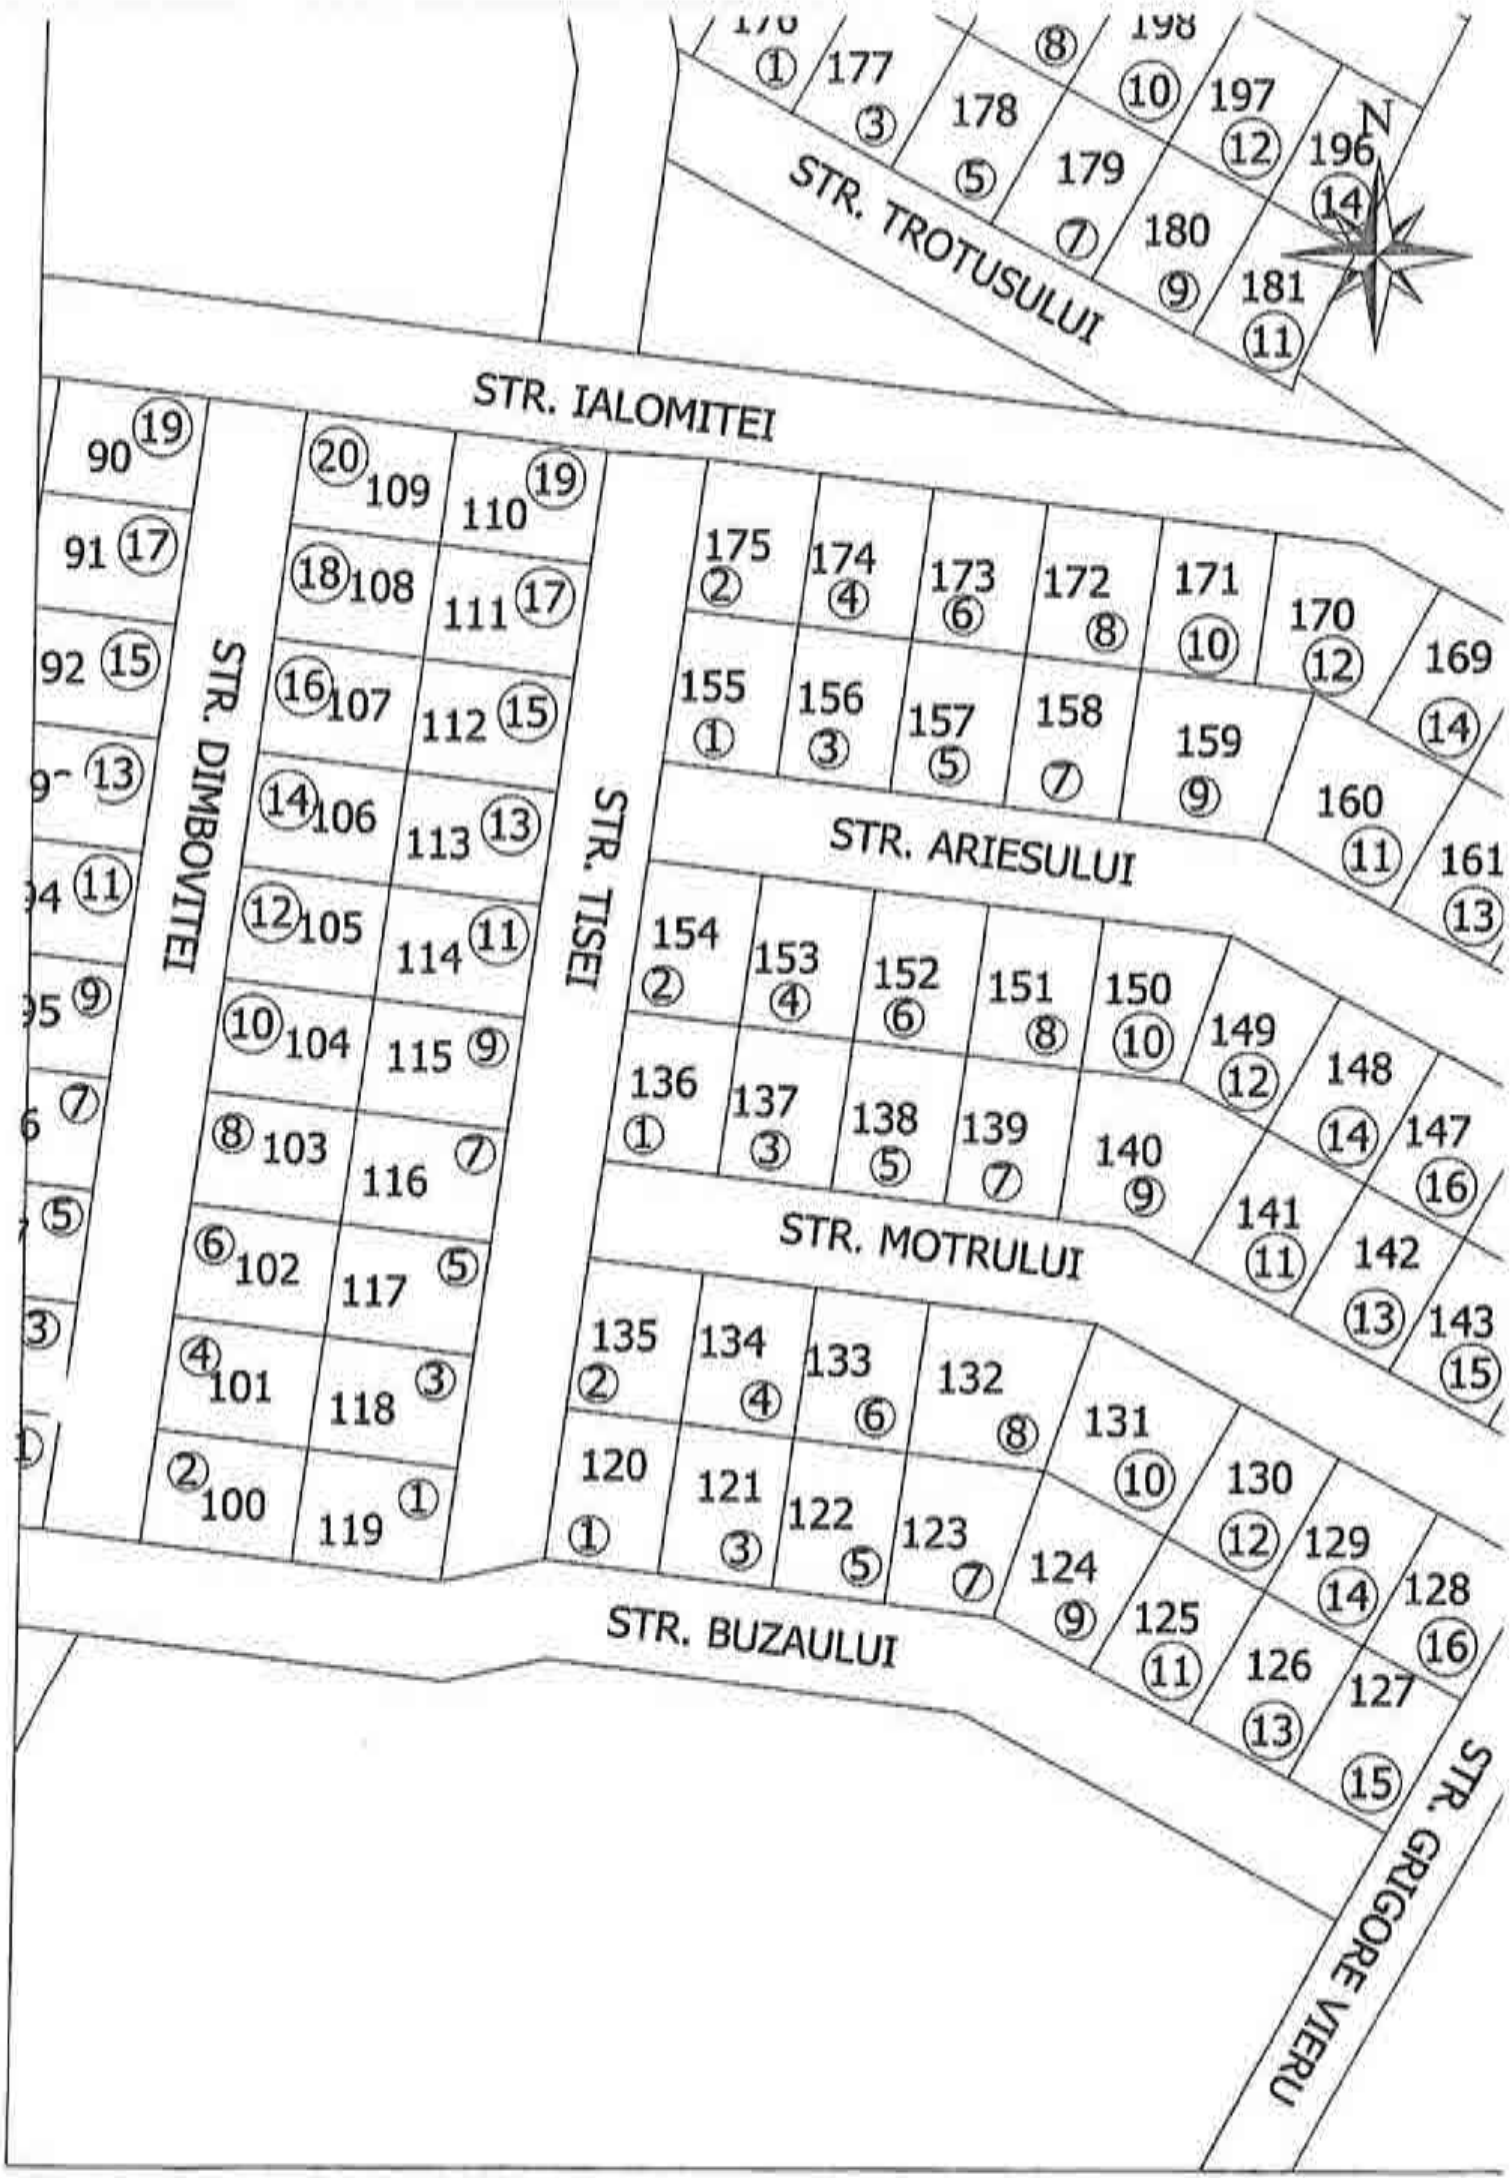 ① 177 ③ 178 ⑤ 179 ⑦ 180 ⑨ 181 ⑪
⑧ 198 ⑩ 197 ⑫ 196 ⑭
N
STR. TROTUSULUI
STR. IALOMITEI
90 ⑲
91 ⑰
92 ⑮
⑬
⑪
⑨
⑦
⑤
③
STR. DIMBOVITEI
⑳ 109
⑱ 108
⑯ 107
⑭ 106
⑫ 105
⑩ 104
⑧ 103
⑥ 102
④ 101
② 100
110 ⑲
111 ⑰
112 ⑮
113 ⑬
114 ⑪
115 ⑨
116 ⑦
117 ⑤
118 ③
119 ①
STR. TISEI
175 ② 174 ④ 173 ⑥ 172 ⑧ 171 ⑩ 170 ⑫ 169 ⑭
155 ① 156 ③ 157 ⑤ 158 ⑦ 159 ⑨ 160 ⑪ 161 ⑬
STR. ARIESULUI
154 ② 153 ④ 152 ⑥ 151 ⑧ 150 ⑩ 149 ⑫ 148 ⑭ 147 ⑯
136 ① 137 ③ 138 ⑤ 139 ⑦ 140 ⑨ 141 ⑪ 142 ⑬ 143 ⑮
STR. MOTRULUI
135 ② 134 ④ 133 ⑥ 132 ⑧ 131 ⑩ 130 ⑫ 129 ⑭ 128 ⑯
120 ① 121 ③ 122 ⑤ 123 ⑦ 124 ⑨ 125 ⑪ 126 ⑬ 127 ⑮
STR. BUZAULUI
STR. GRIGORE VIERU